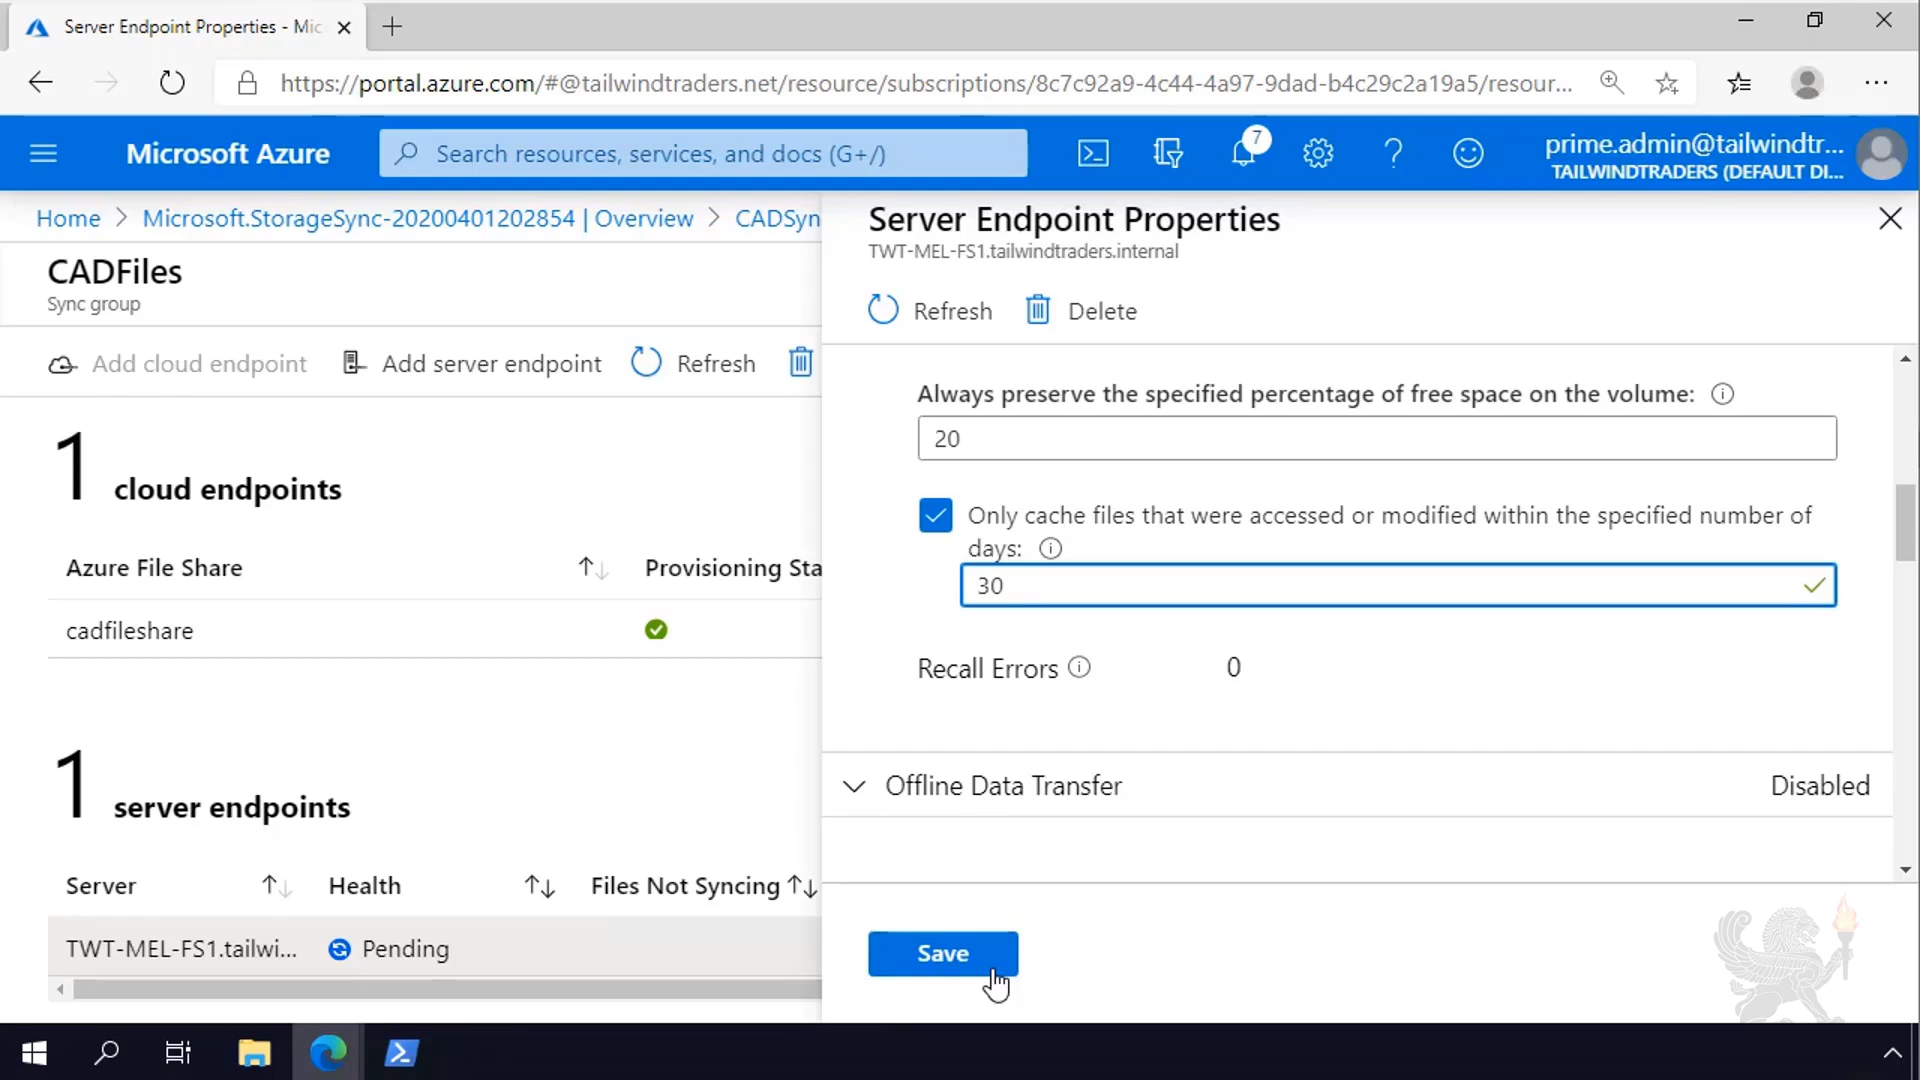 Server Endpoint Properties - Mic
https://portal.azure.com/#@tailwindtraders.net/resource/subscriptions/8c7c92a9-4c44-4a97-9dad-b4c29c2a19a5/resour...
Microsoft Azure
Search resources, services, and docs (G+/)
7
prime.admin@tailwindtr...
TAILWINDTRADERS (DEFAULT DI...
Home > Microsoft.StorageSync-20200401202854 | Overview > CADSyn
CADFiles
Sync group
Add cloud endpoint
Add server endpoint
Refresh
1 cloud endpoints
Azure File Share
Provisioning Sta
cadfileshare
1 server endpoints
Server
Health
Files Not Syncing
TWT-MEL-FS1.tailwi...
Pending
Server Endpoint Properties
TWT-MEL-FS1.tailwindtraders.internal
Refresh
Delete
Always preserve the specified percentage of free space on the volume:
20
Only cache files that were accessed or modified within the specified number of
days:
30
Recall Errors
0
Offline Data Transfer
Disabled
Save